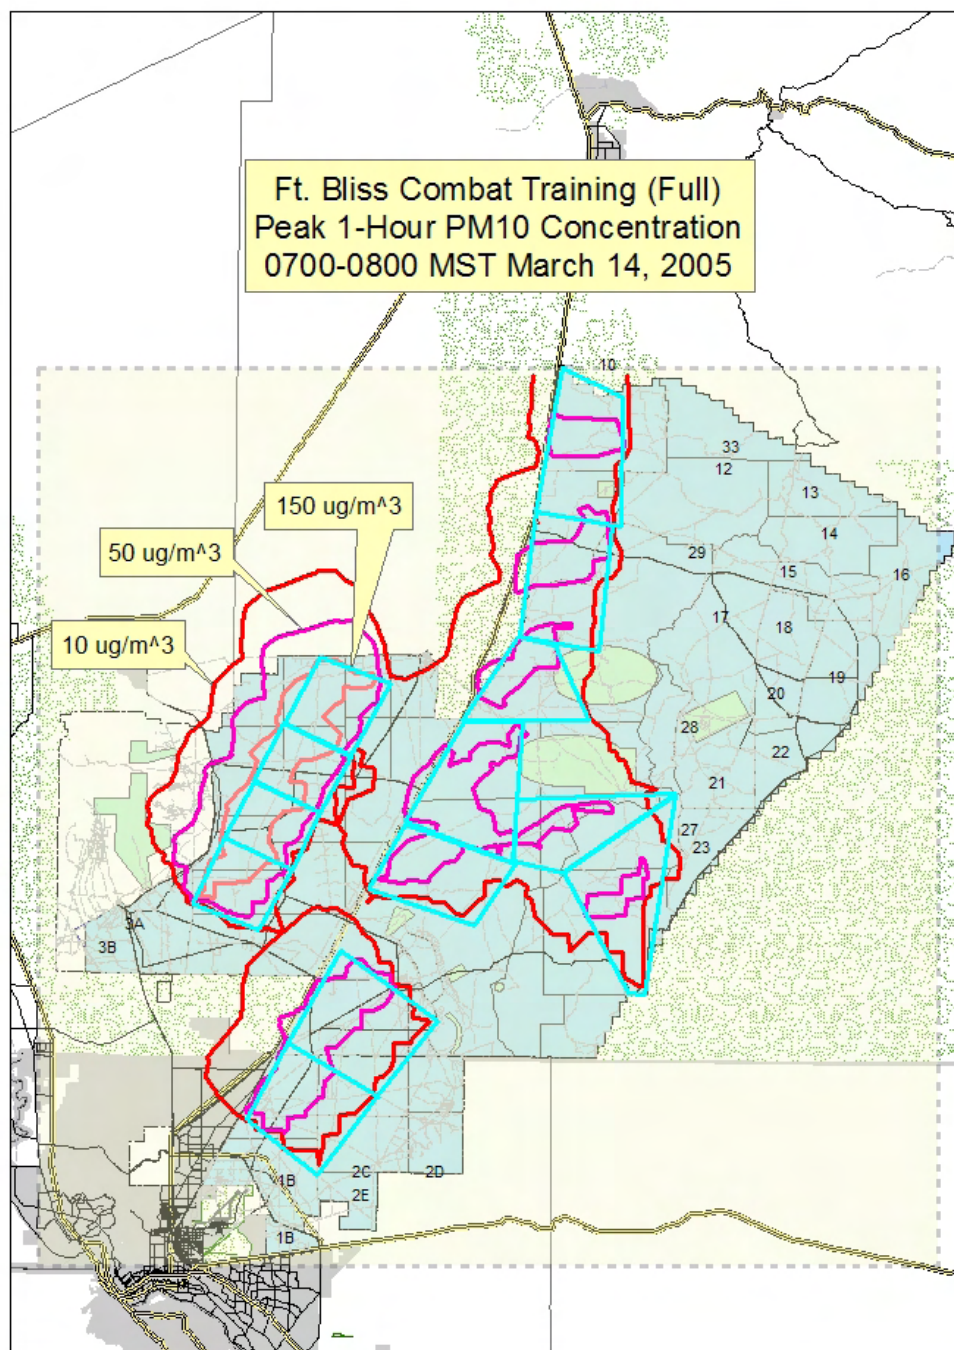 Ft. Bliss Combat Training (Full)
Peak 1-Hour PM10 Concentration
0700-0800 MST March 14, 2005
10
33
12
13
150 ug/m^3
14
50 ug/m^3
29
15
16
17
18
10 ug/m^3
19
20
28
22
21
27
23
3A
3B
2C
2D
1B
2E
1B